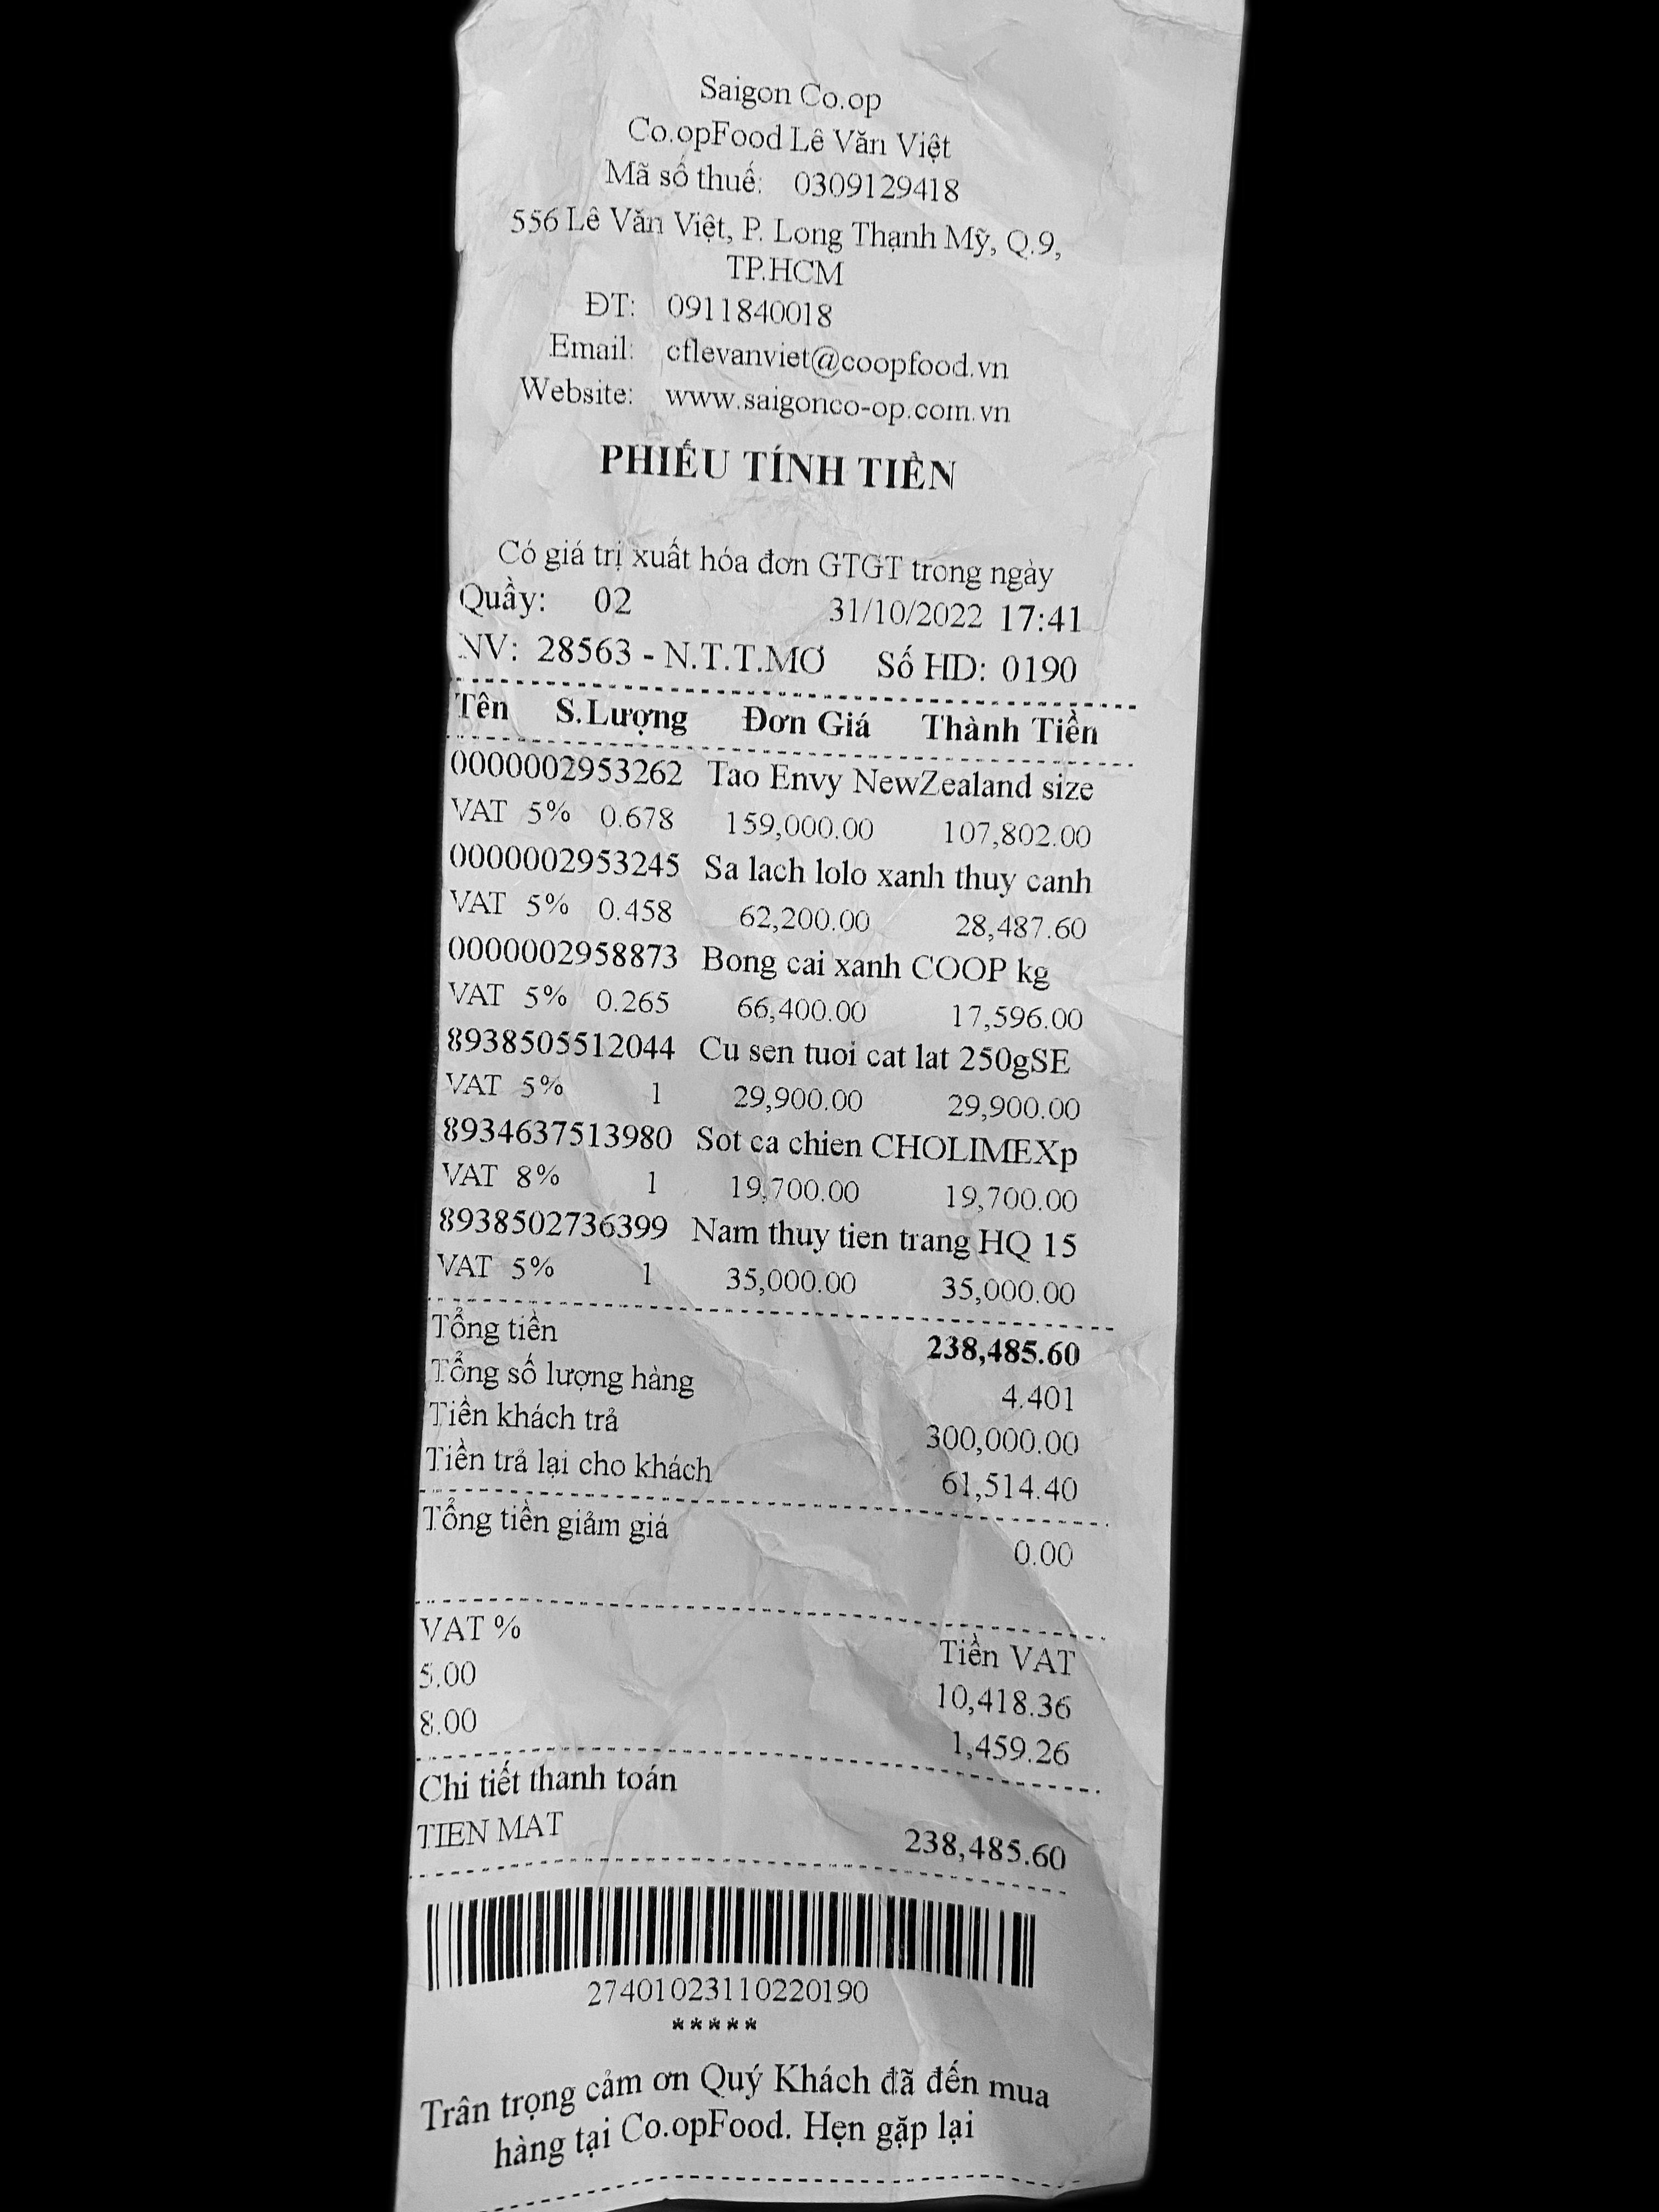 Saigon Co.op
Co.opFood Lê Văn Việt
Mã số thuế: 0309129418
556 Lê Văn Việt, P. Long Thạnh Mỹ, Q.9,
TP.HCM
ĐT: 0911840018
Email: cflevanviet@coopfood.vn
Website: www.saigonco-op.com.vn
PHIẾU TÍNH TIỀN
Có giá trị xuất hóa đơn GTGT trong ngày
Quầy: 02 31/10/2022 17:41
NV: 28563 - N.T.T.MƠ Số HD: 0190
Tên S.Lượng Đơn Giá Thành Tiền
0000002953262 Tao Envy NewZealand size
VAT 5% 0.678 159,000.00 107,802.00
0000002953245 Sa lach lolo xanh thuy canh
VAT 5% 0.458 62,200.00 28,487.60
0000002958873 Bong cai xanh COOP kg
VAT 5% 0.265 66,400.00 17,596.00
8938505512044 Cu sen tuoi cat lat 250gSE
VAT 5% 1 29,900.00 29,900.00
8934637513980 Sot ca chien CHOLIMEXp
VAT 8% 1 19,700.00 19,700.00
8938502736399 Nam thuy tien trang HQ 15
VAT 5% 1 35,000.00 35,000.00
Tổng tiền 238,485.60
Tổng số lượng hàng 4.401
Tiền khách trả 300,000.00
Tiền trả lại cho khách 61,514.40
Tổng tiền giảm giá 0.00
VAT % Tiền VAT
5.00 10,418.36
8.00 1,459.26
Chi tiết thanh toán
TIEN MAT 238,485.60
27401023110220190
*****
Trân trọng cảm ơn Quý Khách đã đến mua
hàng tại Co.opFood. Hẹn gặp lại